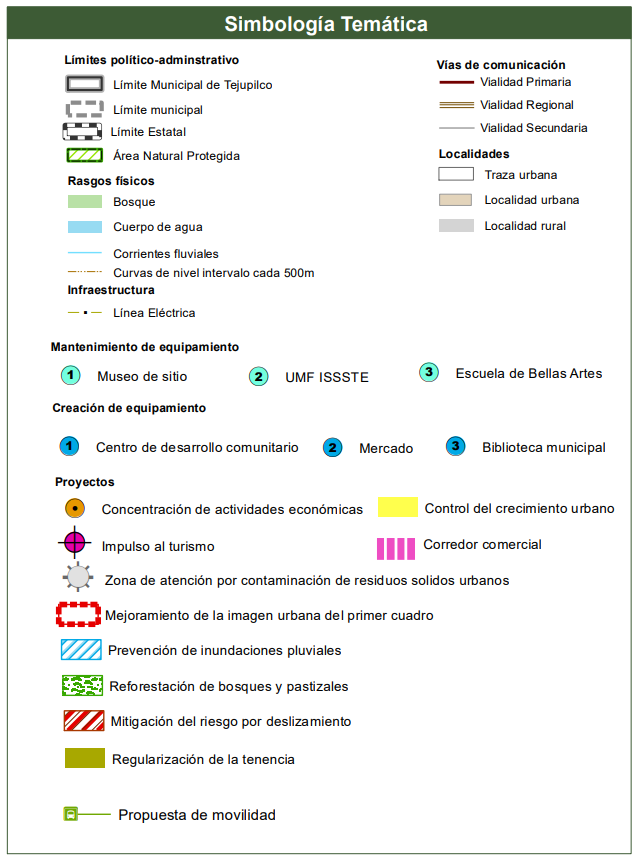 Simbología Temática
Límites político-adminstrativo
Límite Municipal de Tejupilco
Límite municipal
Límite Estatal
Área Natural Protegida
Rasgos físicos
Bosque
Cuerpo de agua
Corrientes fluviales
Curvas de nivel intervalo cada 500m
Infraestructura
Línea Eléctrica
Vías de comunicación
Vialidad Primaria
Vialidad Regional
Vialidad Secundaria
Localidades
Traza urbana
Localidad urbana
Localidad rural
Mantenimiento de equipamiento
1 Museo de sitio 2 UMF ISSSTE 3 Escuela de Bellas Artes
Creación de equipamiento
1 Centro de desarrollo comunitario 2 Mercado 3 Biblioteca municipal
Proyectos
Concentración de actividades económicas Control del crecimiento urbano
Impulso al turismo Corredor comercial
Zona de atención por contaminación de residuos solidos urbanos
Mejoramiento de la imagen urbana del primer cuadro
Prevención de inundaciones pluviales
Reforestación de bosques y pastizales
Mitigación del riesgo por deslizamiento
Regularización de la tenencia
Propuesta de movilidad